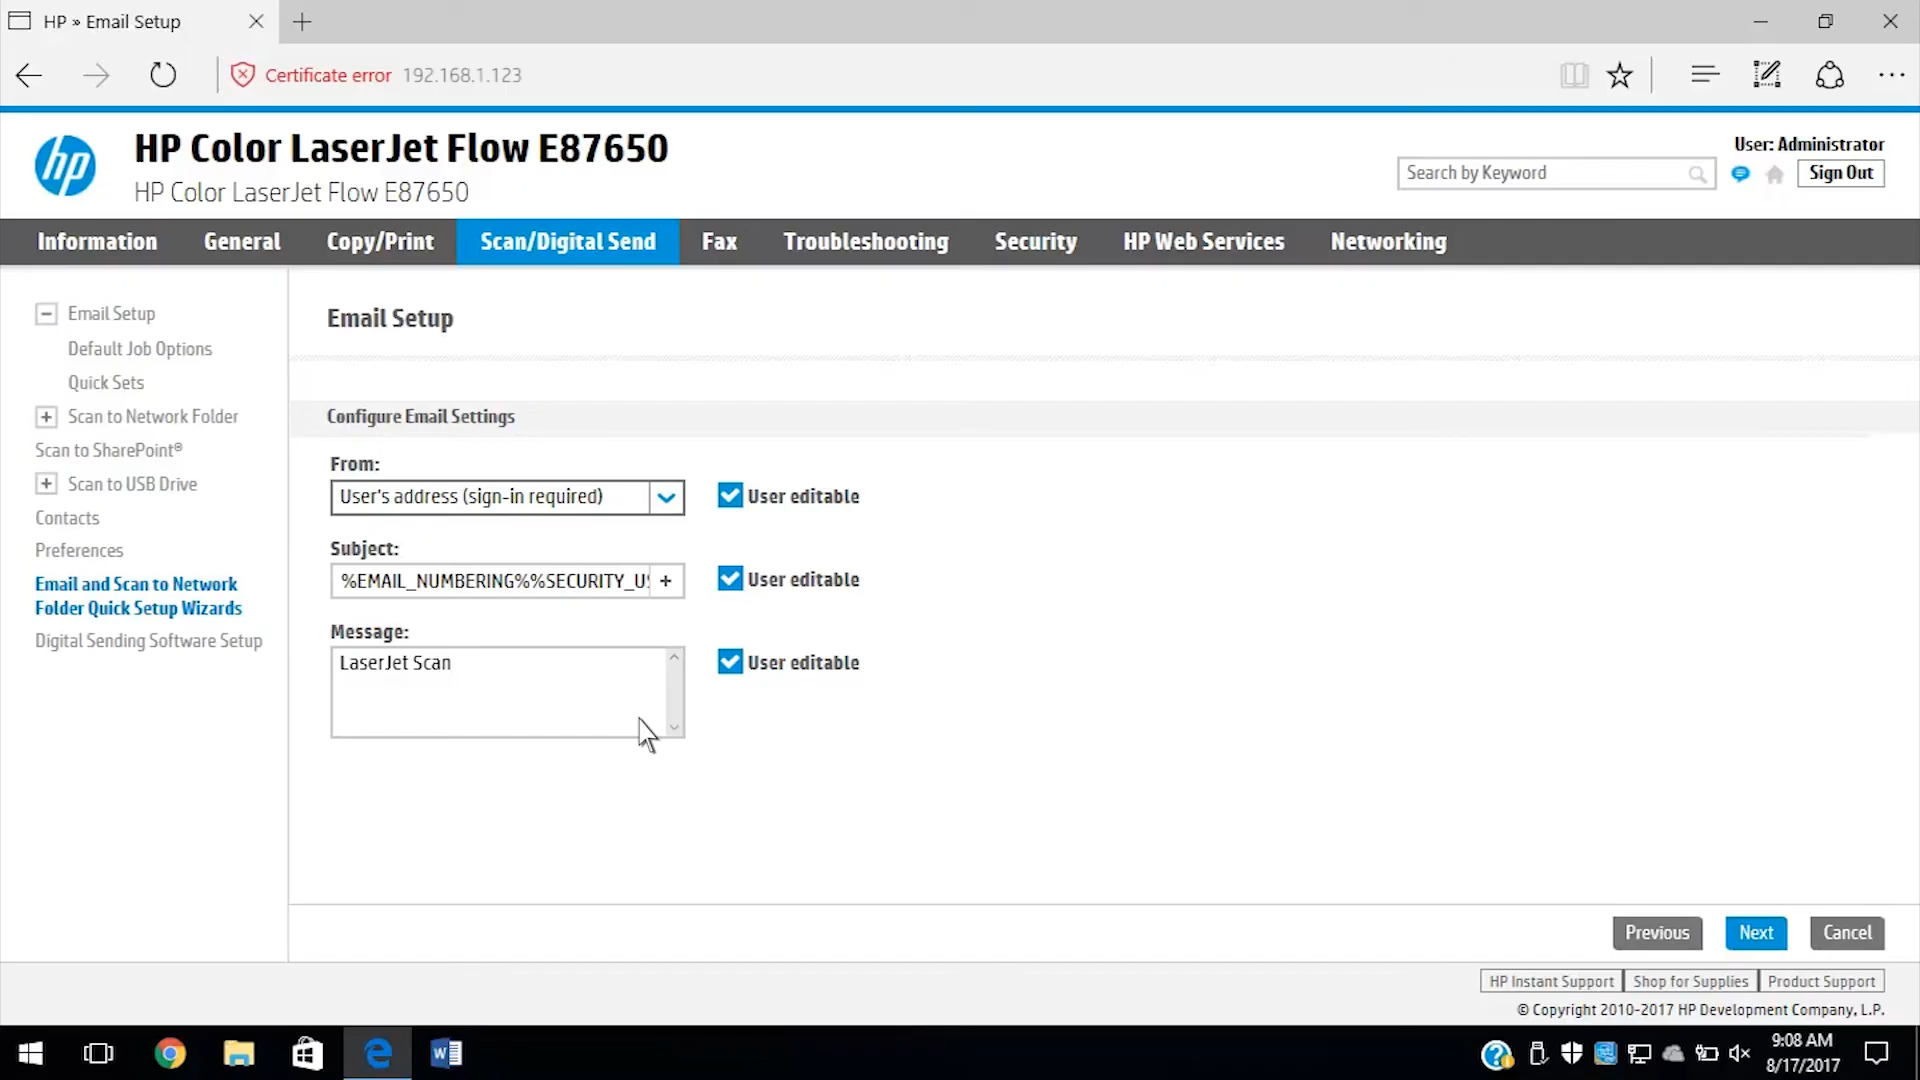 HP » Email Setup
Certificate error 192.168.1.123
hp
HP Color LaserJet Flow E87650
HP Color LaserJet Flow E87650
User: Administrator
Search by Keyword
Sign Out
Information General Copy/Print Scan/Digital Send Fax Troubleshooting Security HP Web Services Networking
Email Setup
Default Job Options
Quick Sets
Scan to Network Folder
Scan to SharePoint®
Scan to USB Drive
Contacts
Preferences
Email and Scan to Network
Folder Quick Setup Wizards
Digital Sending Software Setup
Email Setup
Configure Email Settings
From:
User's address (sign-in required)
User editable
Subject:
%EMAIL_NUMBERING%%SECURITY_US
User editable
Message:
LaserJet Scan
User editable
Previous Next Cancel
HP Instant Support Shop for Supplies Product Support
© Copyright 2010-2017 HP Development Company, L.P.
9:08 AM
8/17/2017